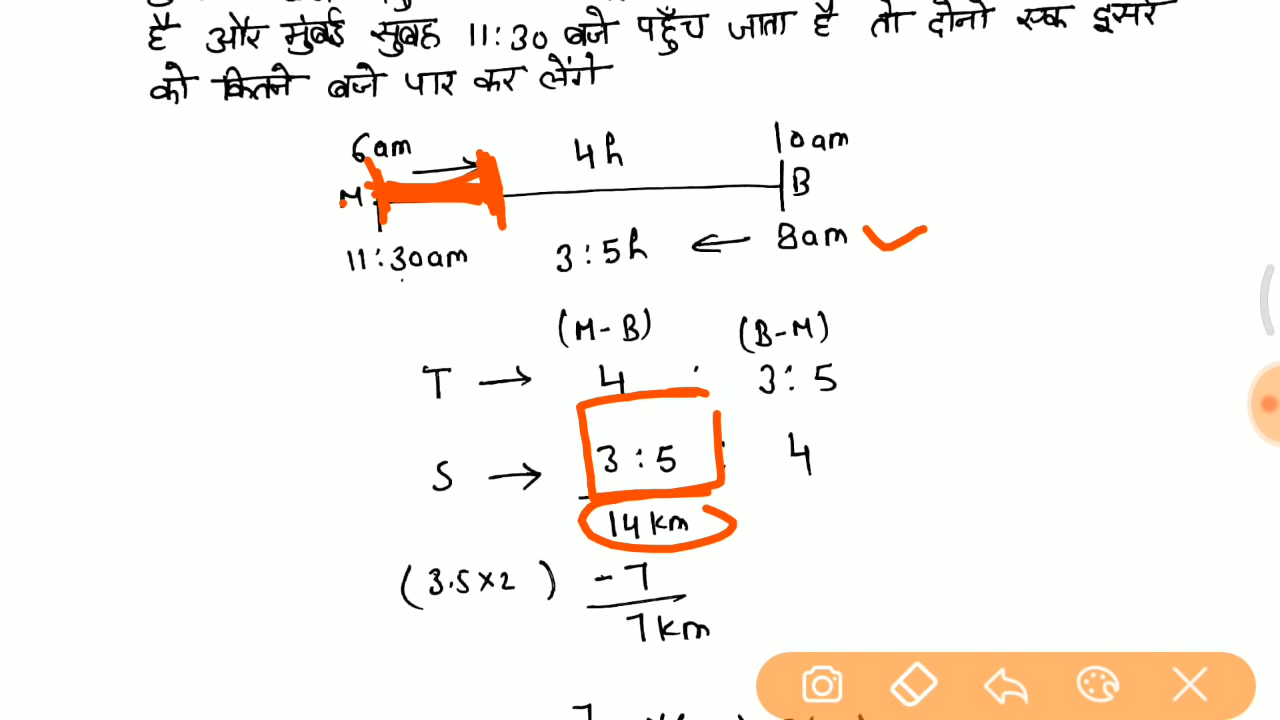 है और मुंबई सुबह 11:30 बजे पहुँच जाता है तो दोनो एक दूसरे
को कितने बजे पार कर लेंगे
6am 4h 10am
M B
11:30am 3:5h ← 8am
(M-B) (B-M)
T → 4 : 3:5
S → 3:5 : 4
14km
(3.5×2) -7
7km